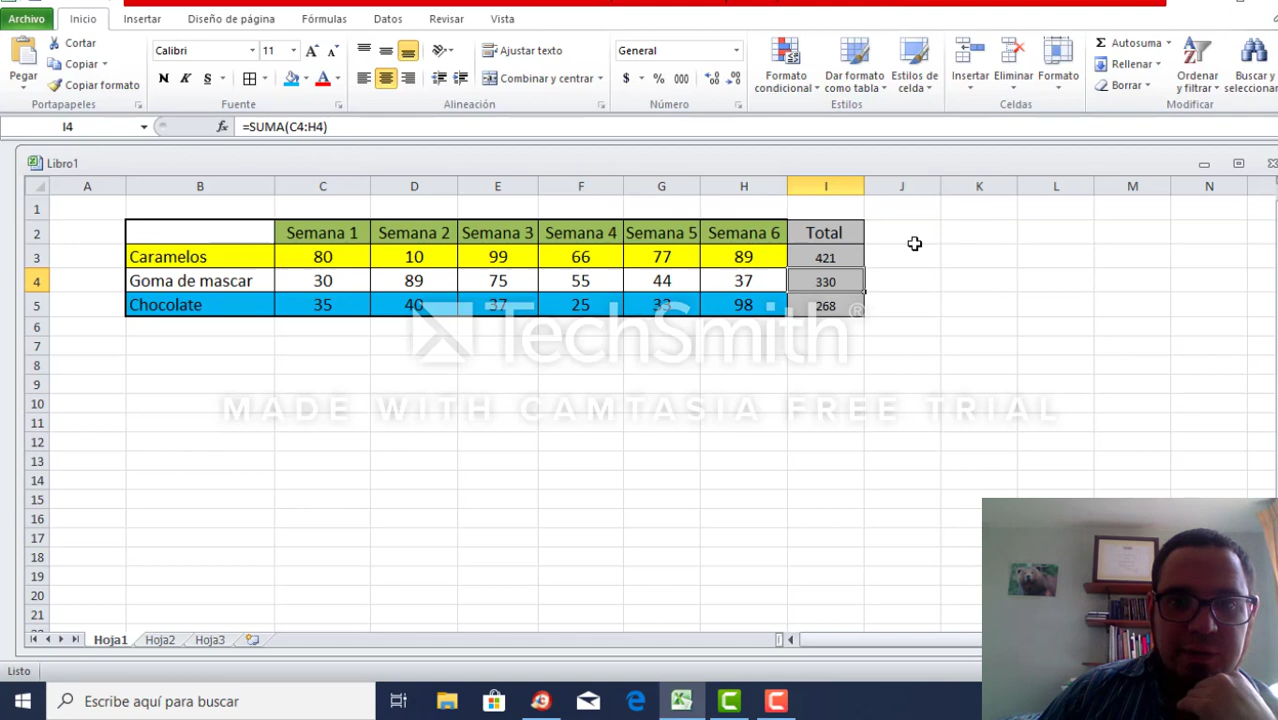 Archivo Inicio Insertar Diseño de página Fórmulas Datos Revisar Vista
Pegar Cortar Copiar Copiar formato
Portapapeles
Calibri 11
N K S A A A
Fuente
Ajustar texto
Combinar y centrar
Alineación
General
$ % 000
Número
Formato condicional Dar formato como tabla Estilos de celda
Estilos
Insertar Eliminar Formato
Celdas
Σ Autosuma
Rellenar
Borrar
Ordenar y filtrar Buscar y
Modificar
I4 fx =SUMA(C4:H4)
Libro1
A B C D E F G H I J K L M N
1
2 Semana 1 Semana 2 Semana 3 Semana 4 Semana 5 Semana 6 Total
3 Caramelos 80 10 99 66 77 89 421
4 Goma de mascar 30 89 75 55 44 37 330
5 Chocolate 35 40 37 25 33 98 268
TechSmith®
MADE WITH CAMTASIA FREE TRIAL
6
7
8
9
10
11
12
13
14
15
16
17
18
19
20
21
Hoja1 Hoja2 Hoja3
Listo
Escribe aquí para buscar